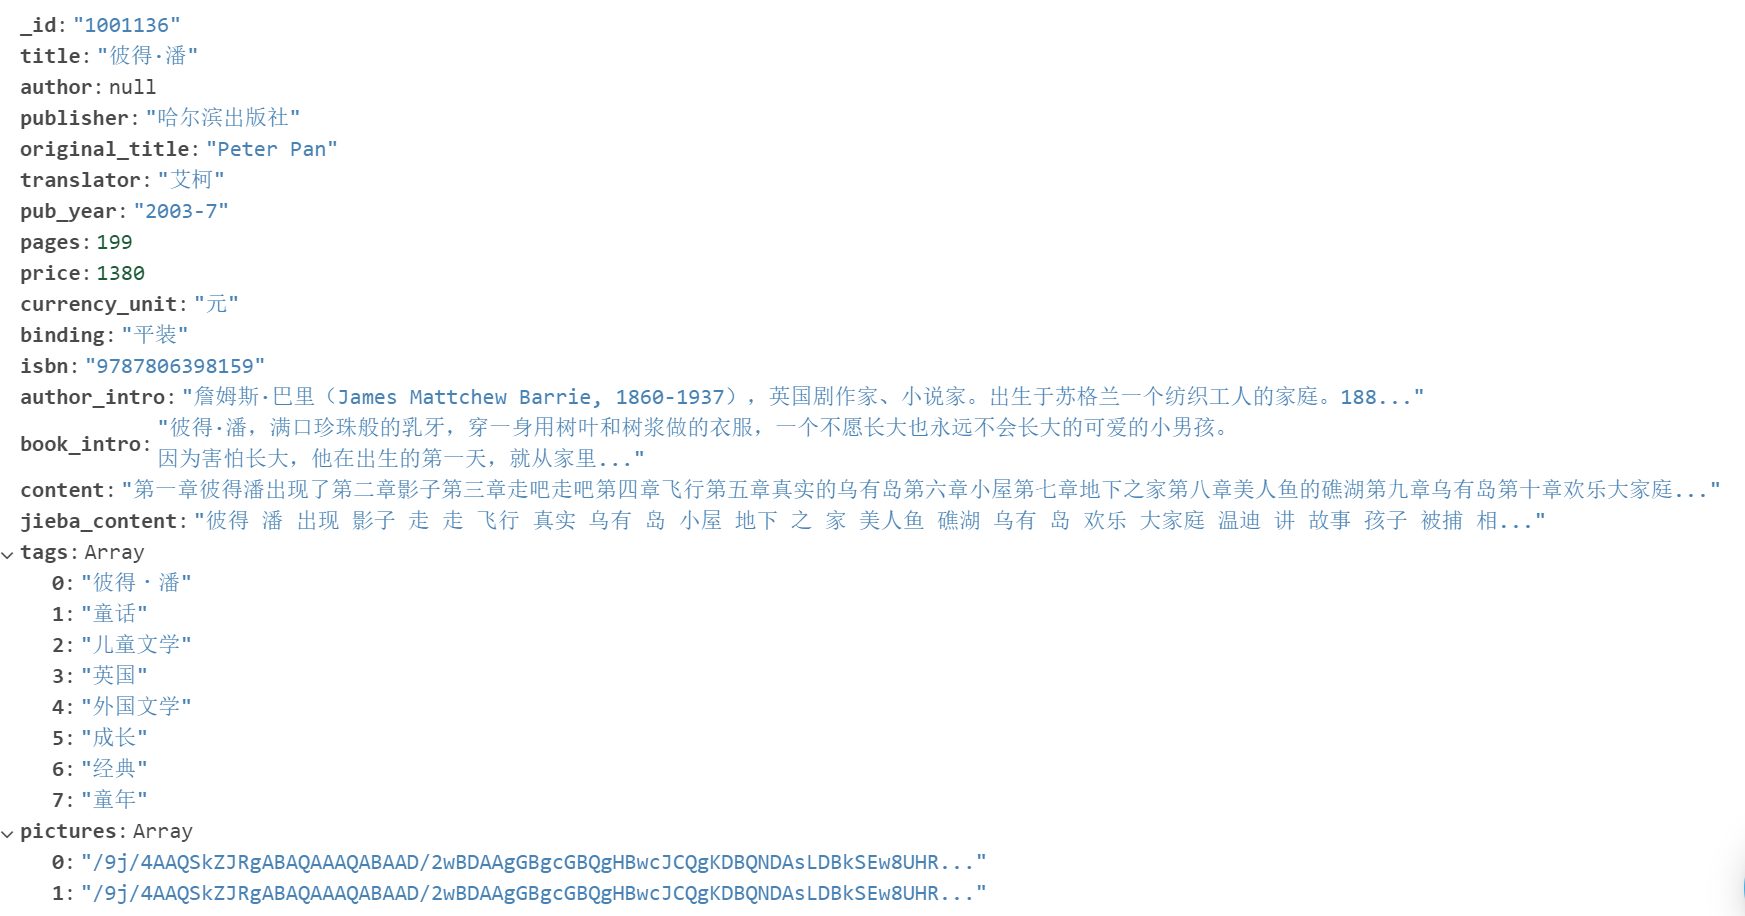 _id: "1001136"
title: "彼得·潘"
author: null
publisher: "哈尔滨出版社"
original_title: "Peter Pan"
translator: "艾柯"
pub_year: "2003-7"
pages: 199
price: 1380
currency_unit: "元"
binding: "平装"
isbn: "9787806398159"
author_intro: "詹姆斯·巴里（James Mattchew Barrie, 1860-1937），英国剧作家、小说家。出生于苏格兰一个纺织工人的家庭。188..."
book_intro: "彼得·潘，满口珍珠般的乳牙，穿一身用树叶和树浆做的衣服，一个不愿长大也永远不会长大的可爱的小男孩。
因为害怕长大，他在出生的第一天，就从家里..."
content: "第一章彼得潘出现了第二章影子第三章走吧走吧第四章飞行第五章真实的乌有岛第六章小屋第七章地下之家第八章美人鱼的礁湖第九章乌有岛第十章欢乐大家庭..."
jieba_content: "彼得 潘 出现 影子 走 走 飞行 真实 乌有 岛 小屋 地下 之 家 美人鱼 礁湖 乌有 岛 欢乐 大家庭 温迪 讲 故事 孩子 被捕 相..."
tags: Array
0: "彼得·潘"
1: "童话"
2: "儿童文学"
3: "英国"
4: "外国文学"
5: "成长"
6: "经典"
7: "童年"
pictures: Array
0: "/9j/4AAQSkZJRgABAQAAAQABAAD/2wBDAAgGBgcGBQgHBwcJCQgKDBQNDAsLDBkSEw8UHR..."
1: "/9j/4AAQSkZJRgABAQAAAQABAAD/2wBDAAgGBgcGBQgHBwcJCQgKDBQNDAsLDBkSEw8UHR..."